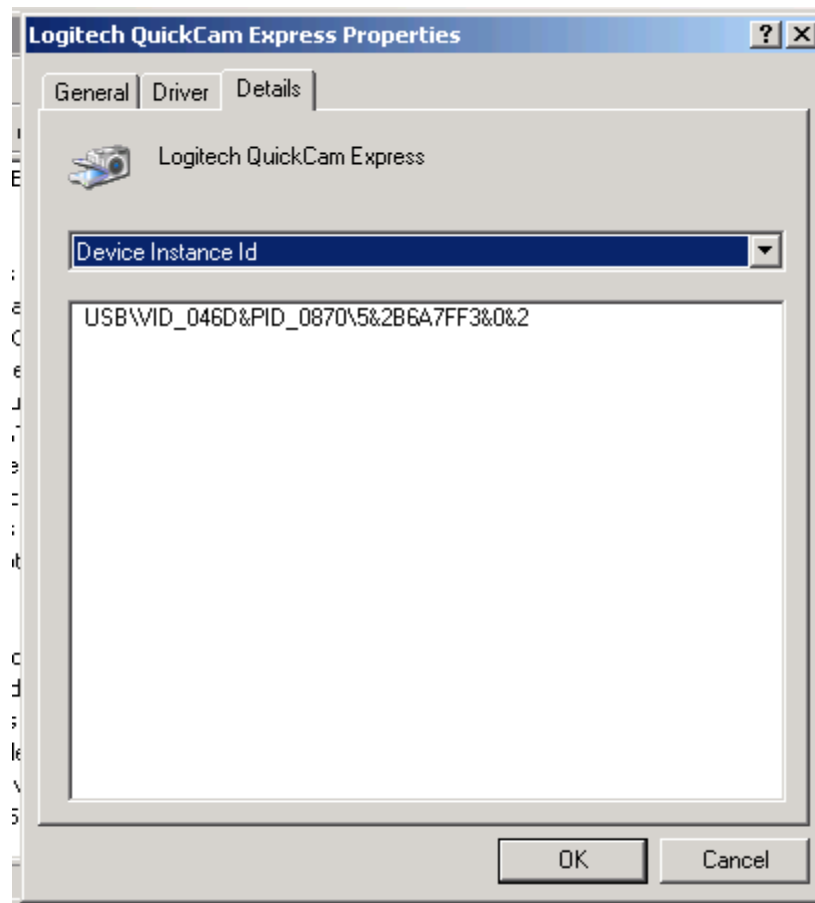 Logitech QuickCam Express Properties
General Driver Details
Logitech QuickCam Express
Device Instance Id
USB\VID_046D&PID_0870\5&2B6A7FF3&0&2
OK Cancel